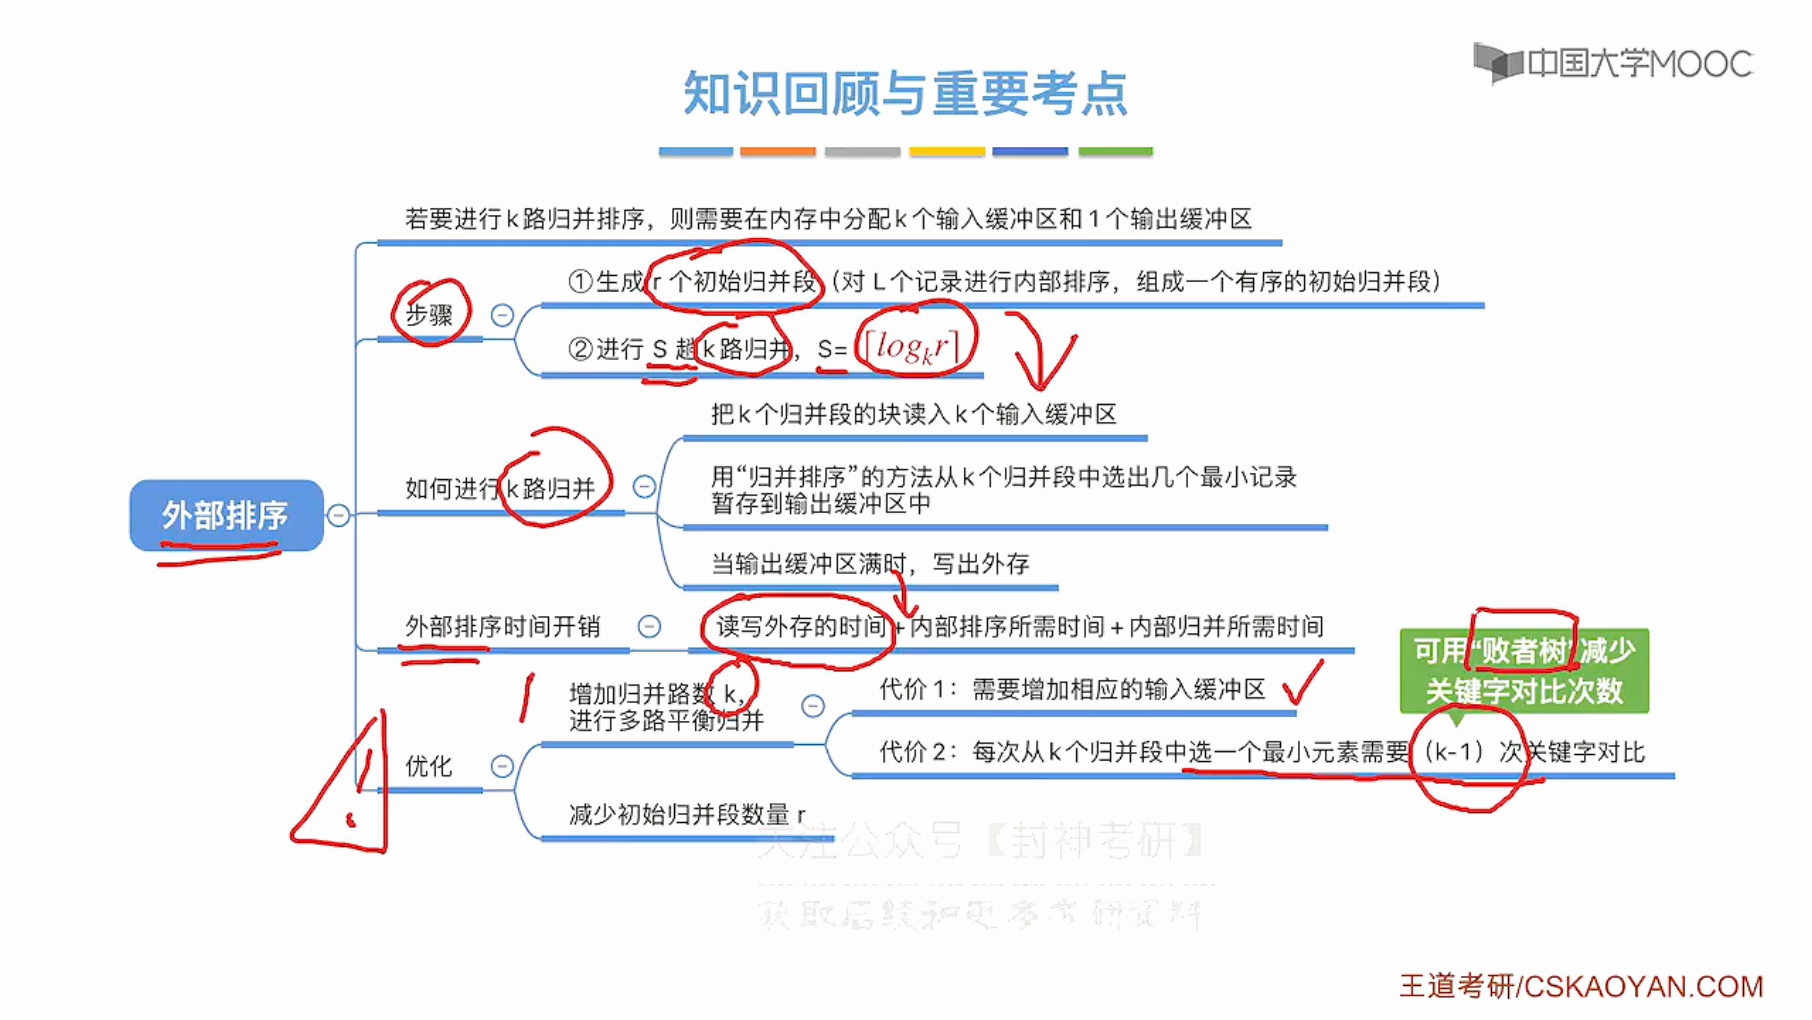 中国大学MOOC
知识回顾与重要考点
若要进行k路归并排序，则需要在内存中分配k个输入缓冲区和1个输出缓冲区
①生成 r 个初始归并段（对 L 个记录进行内部排序，组成一个有序的初始归并段）
步骤
②进行 S 趟k路归并，S= ⌈logₖr⌉
把k个归并段的块读入k个输入缓冲区
用“归并排序”的方法从k个归并段中选出几个最小记录
暂存到输出缓冲区中
如何进行k路归并
当输出缓冲区满时，写出外存
外部排序
外部排序时间开销
读写外存的时间+内部排序所需时间+内部归并所需时间
可用“败者树”减少
关键字对比次数
增加归并路数 k，
进行多路平衡归并
代价 1：需要增加相应的输入缓冲区
代价 2：每次从k个归并段中选一个最小元素需要（k-1）次关键字对比
优化
减少初始归并段数量 r
关注公众号【封神考研】
获取后续和更多考研资料
王道考研/CSKAOYAN.COM